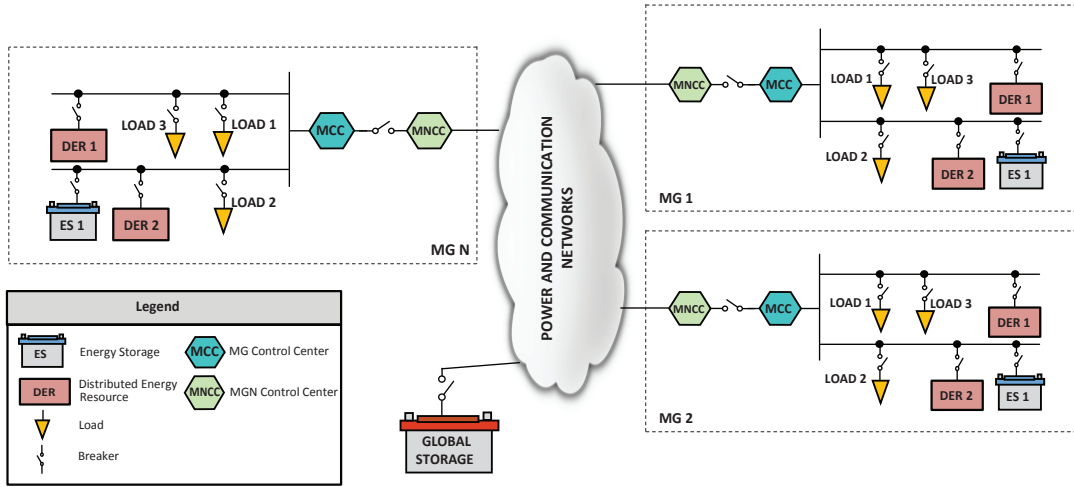 LOAD 3
LOAD 1
DER 1
LOAD 2
ES 1
DER 2
MCC
MNCC
MG N
POWER AND COMMUNICATION
NETWORKS
MNCC
MCC
LOAD 1
LOAD 3
DER 1
LOAD 2
DER 2
ES 1
MG 1
MNCC
MCC
LOAD 1
LOAD 3
DER 1
LOAD 2
DER 2
ES 1
MG 2
GLOBAL
STORAGE
Legend
ES
Energy Storage
MCC
MG Control Center
DER
Distributed Energy
Resource
MNCC
MGN Control Center
Load
Breaker